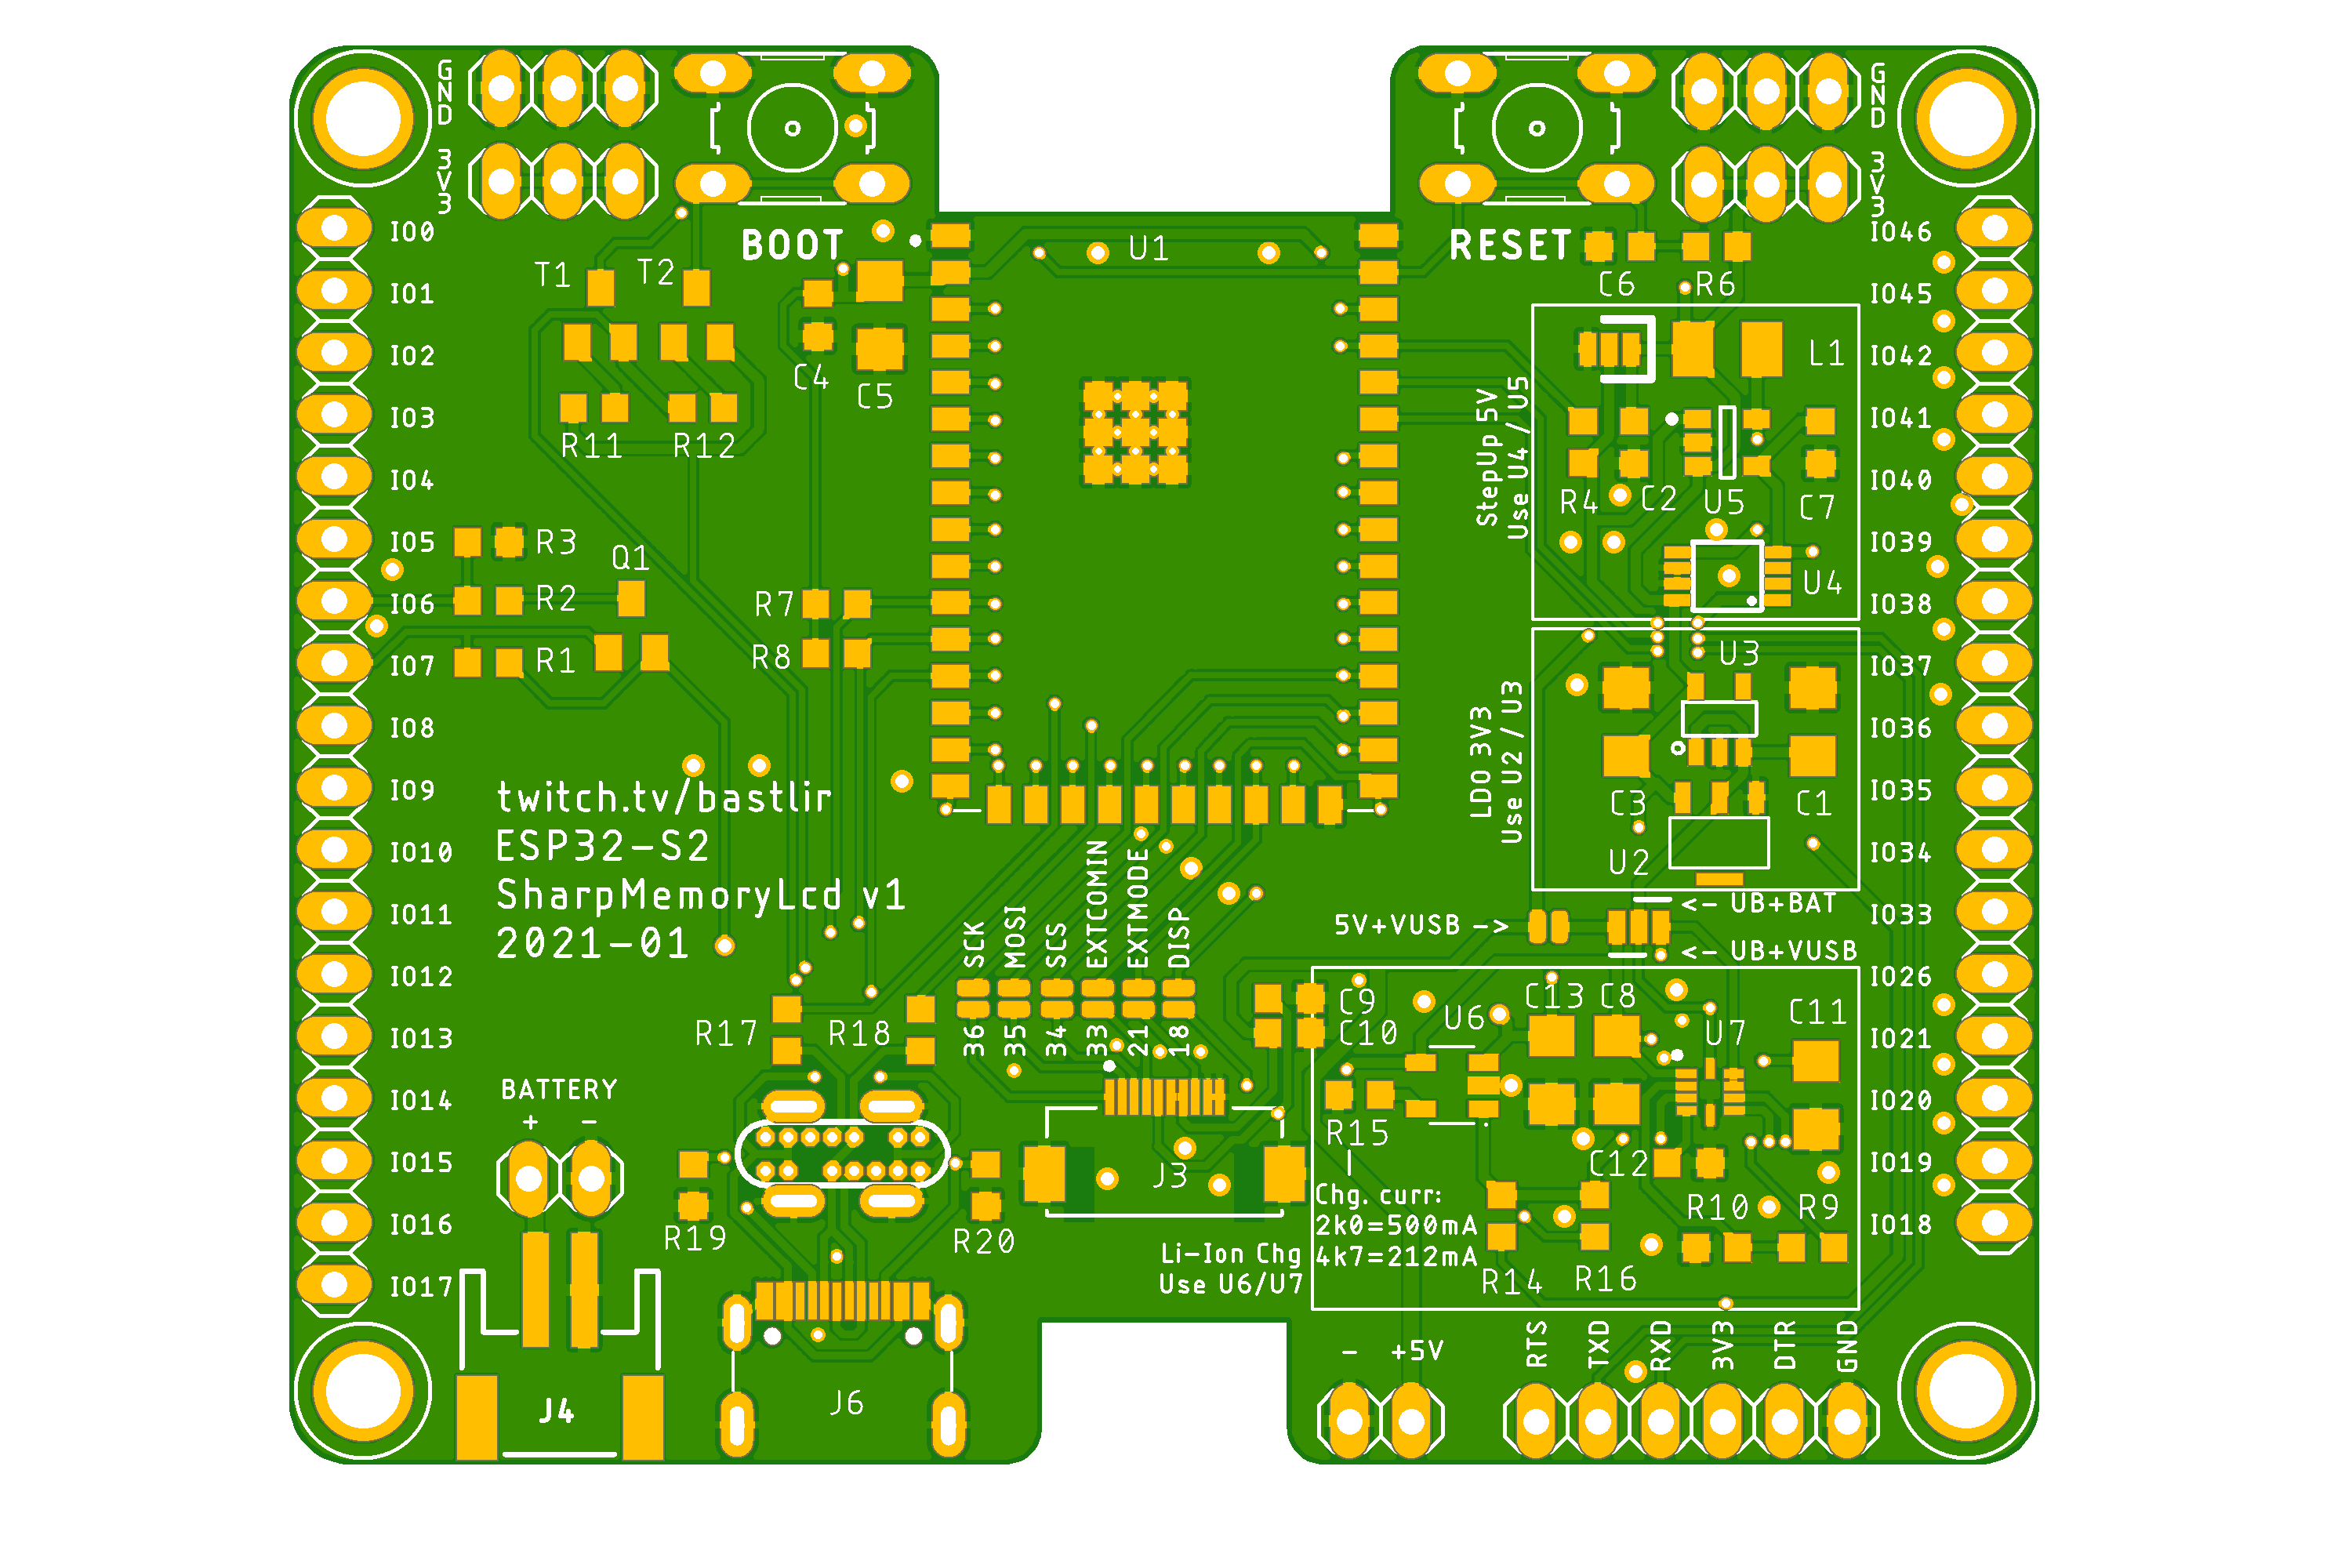 GND
3V3
BOOT
RESET
GND
3V3
IO0
IO1
IO2
IO3
IO4
IO5
IO6
IO7
IO8
IO9
IO10
IO11
IO12
IO13
IO14
IO15
IO16
IO17
T1
T2
R11
R12
C4
C5
U1
R3
Q1
R2
R1
R7
R8
twitch.tv/bastlir
ESP32-S2
SharpMemoryLcd v1
2021-01
C6
R6
L1
StepUp 5V
Use U4/U5
R4
C2
U5
C7
U4
U3
LDO 3V3
Use U2/U3
C3
C1
U2
<- UB+BAT
5V+VUSB ->
<- UB+VUSB
SCK
MOSI
SCS
EXTCOMIN
EXTMODE
DISP
36
35
34
33
21
18
R17
R18
C9
C10
U6
C13
C8
U7
C11
R15
C12
R10
R9
R14
R16
Chg. curr:
2k0=500mA
4k7=212mA
Li-Ion Chg
Use U6/U7
BATTERY
+ -
R19
R20
J3
J4
J6
- +5V
RTS
TXD
RXD
3V3
DTR
GND
IO46
IO45
IO42
IO41
IO40
IO39
IO38
IO37
IO36
IO35
IO34
IO33
IO26
IO21
IO20
IO19
IO18